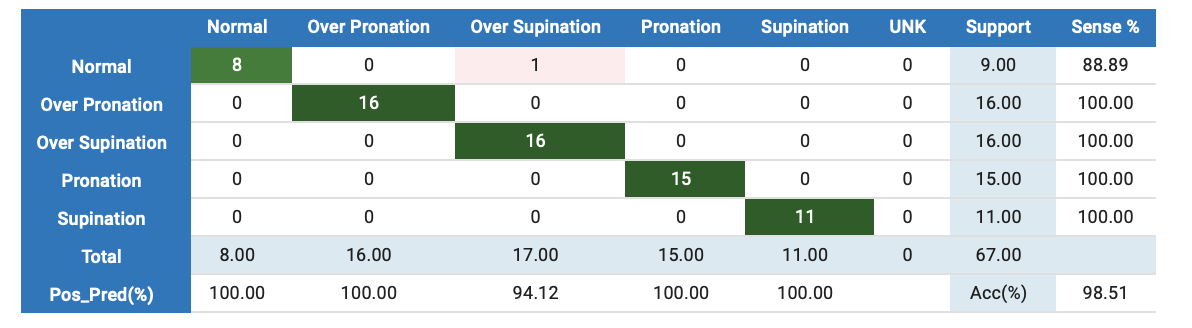 Normal Over Pronation Over Supination Pronation Supination UNK Support Sense %
Normal 8 0 1 0 0 0 9.00 88.89
Over Pronation 0 16 0 0 0 0 16.00 100.00
Over Supination 0 0 16 0 0 0 16.00 100.00
Pronation 0 0 0 15 0 0 15.00 100.00
Supination 0 0 0 0 11 0 11.00 100.00
Total 8.00 16.00 17.00 15.00 11.00 0 67.00
Pos_Pred(%) 100.00 100.00 94.12 100.00 100.00 Acc(%) 98.51